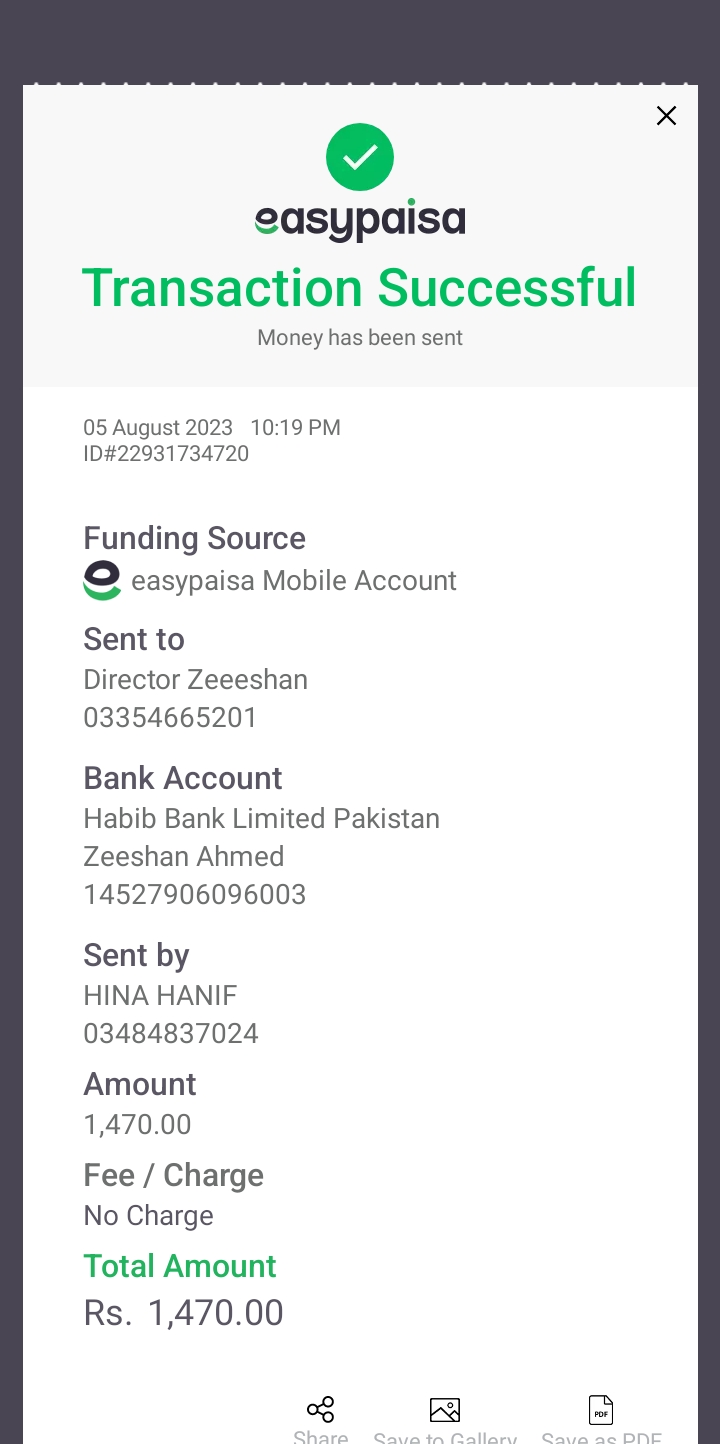 easypaisa
Transaction Successful
Money has been sent
05 August 2023 10:19 PM
ID#22931734720
Funding Source
easypaisa Mobile Account
Sent to
Director Zeeeshan
03354665201
Bank Account
Habib Bank Limited Pakistan
Zeeshan Ahmed
14527906096003
Sent by
HINA HANIF
03484837024
Amount
1,470.00
Fee / Charge
No Charge
Total Amount
Rs. 1,470.00
PDF
Share Save to Gallery Save as PDF